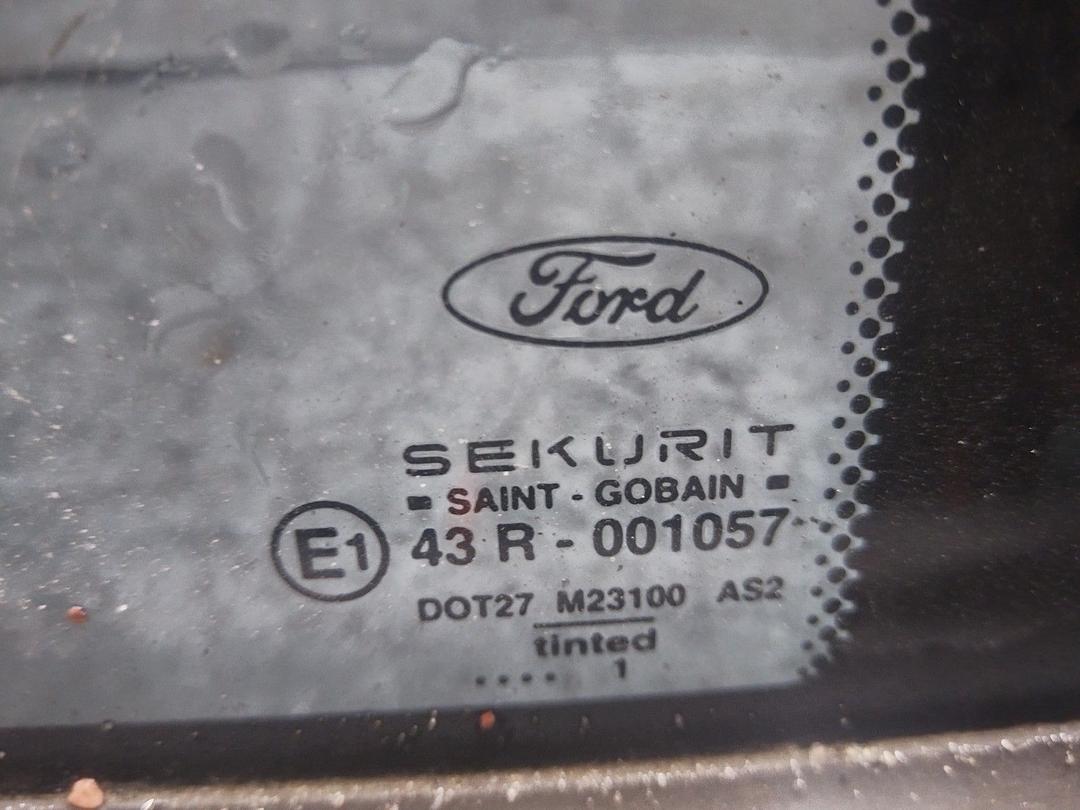 Ford
SEKURIT
SAINT - GOBAIN
E1 43 R - 001057
DOT27 M23100 AS2
tinted
.... 1